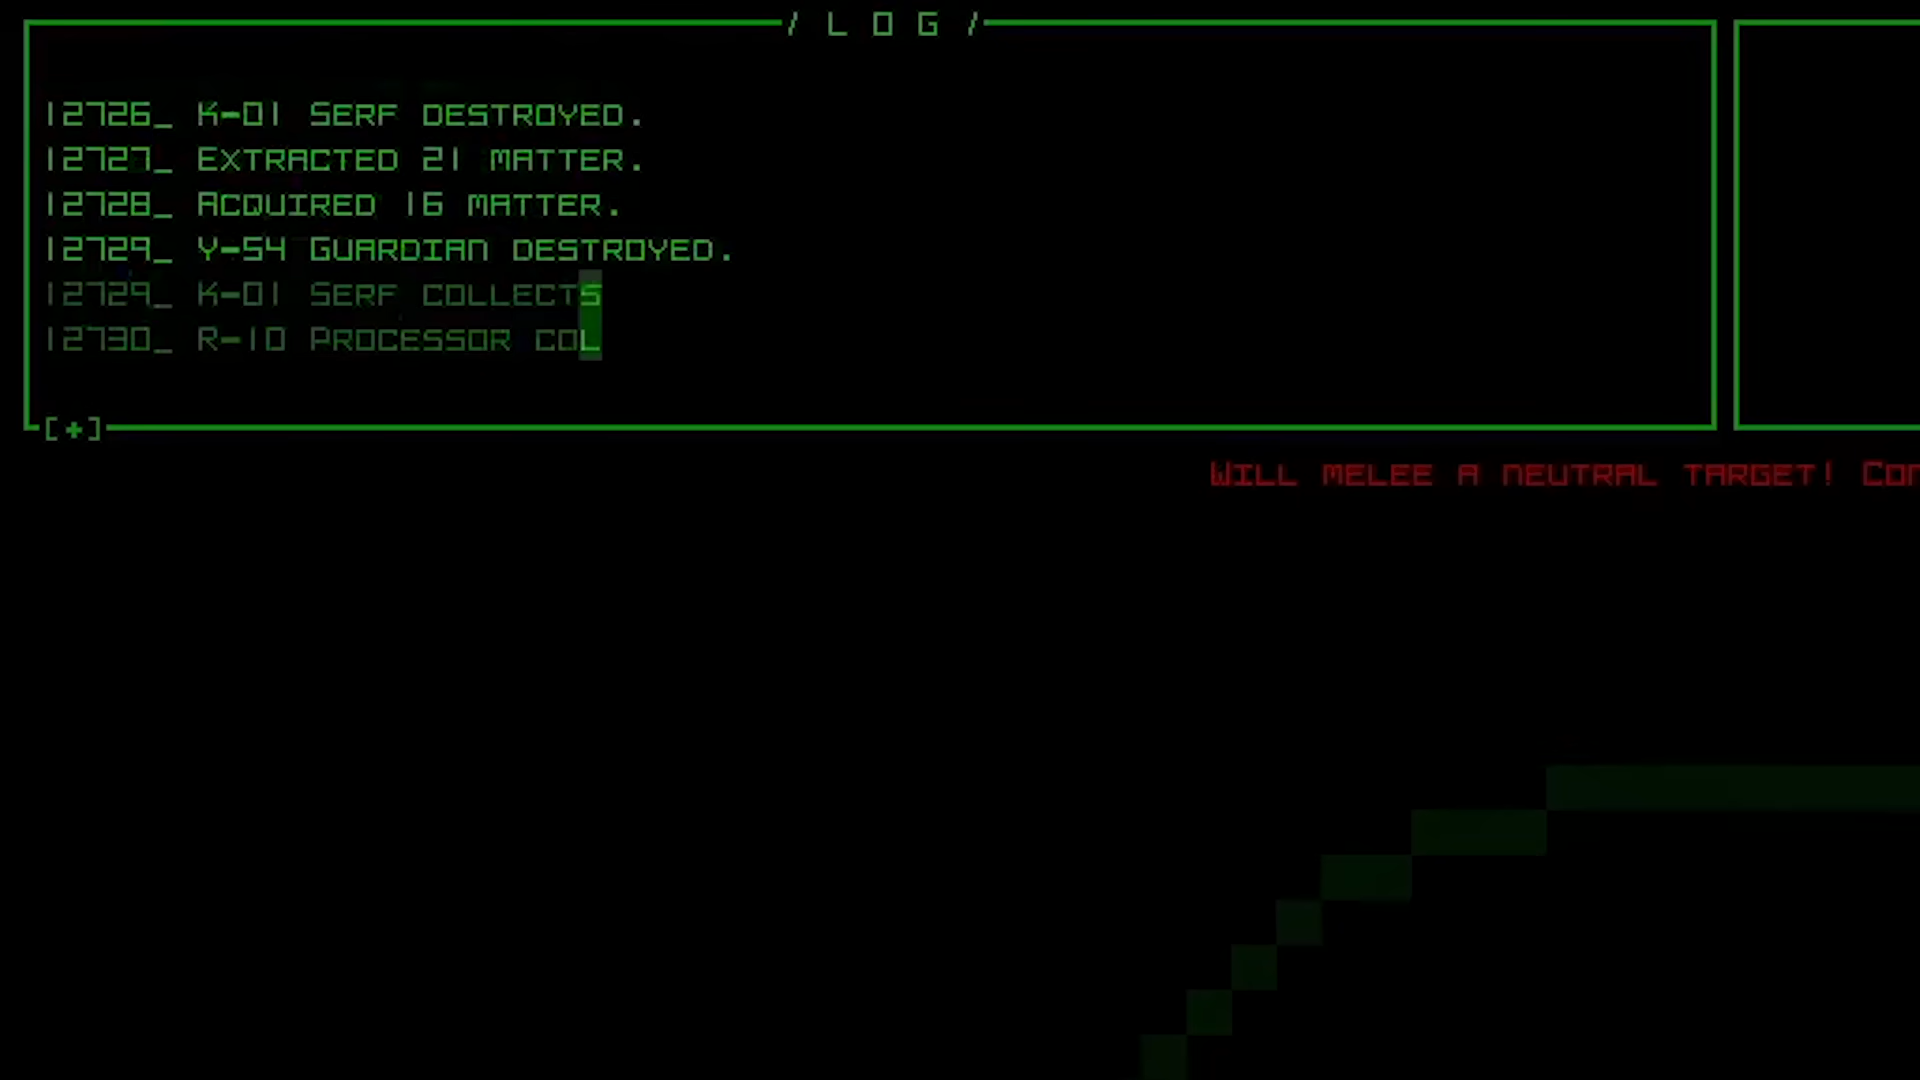 / L O G /
12726_ K-01 SERF DESTROYED.
12727_ EXTRACTED 21 MATTER.
12728_ ACQUIRED 16 MATTER.
12729_ Y-54 GUARDIAN DESTROYED.
12729_ K-01 SERF COLLECTS
12730_ R-10 PROCESSOR COL
[+]
WILL MELEE A NEUTRAL TARGET! CON